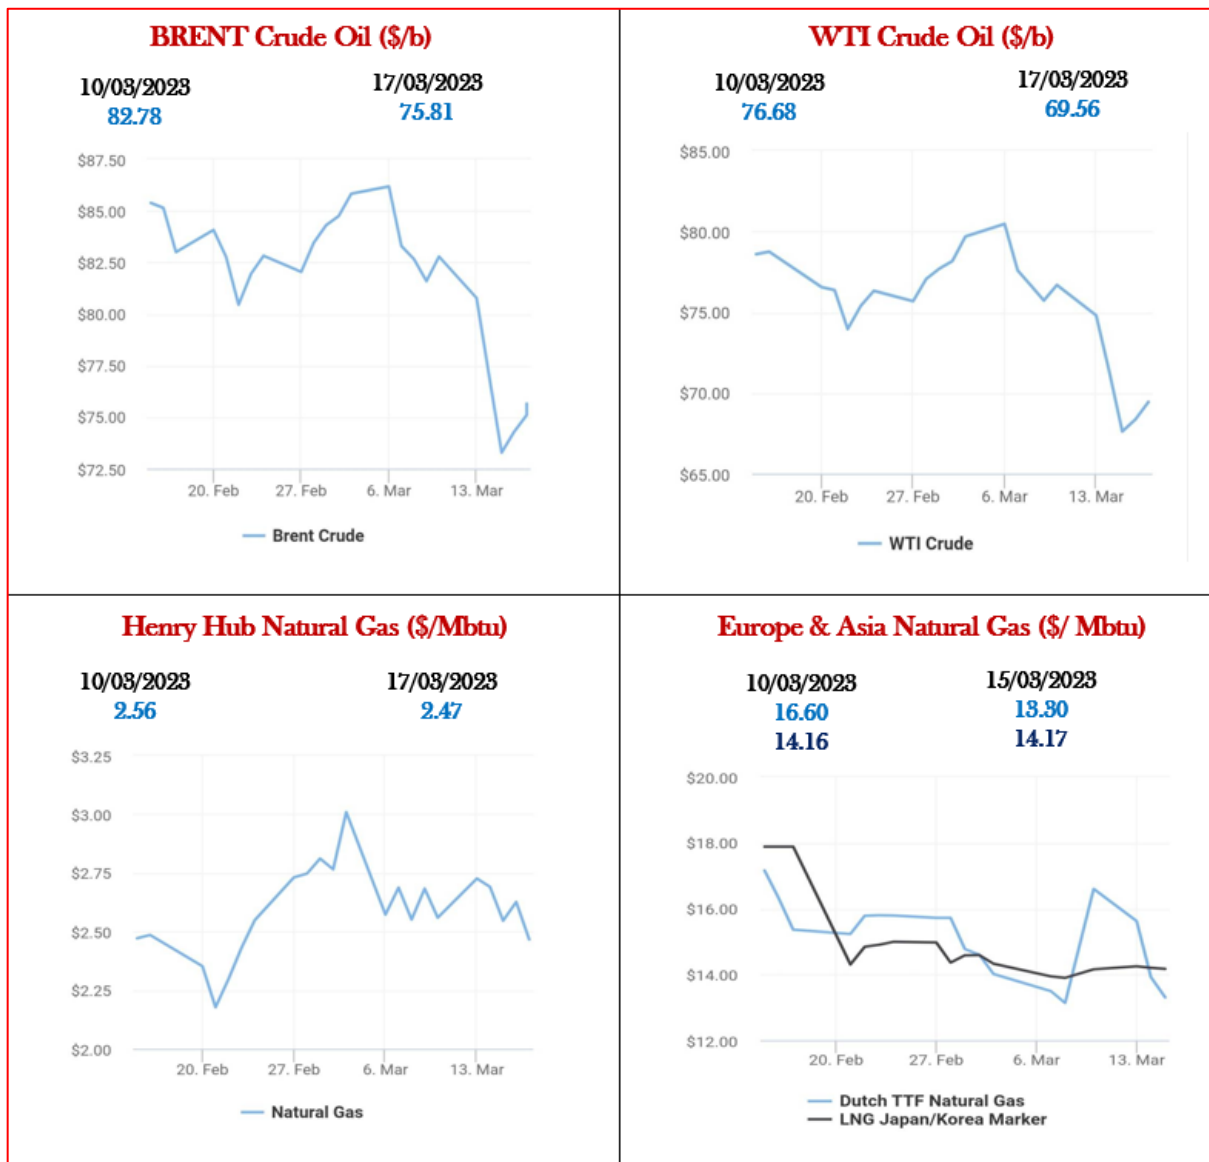 BRENT Crude Oil ($/b)
10/03/2023
17/03/2023
82.78
75.81
$87.50
$85.00
$82.50
$80.00
$77.50
$75.00
$72.50
20. Feb
27. Feb
6. Mar
13. Mar
Brent Crude
WTI Crude Oil ($/b)
10/03/2023
17/03/2023
76.68
69.56
$85.00
$80.00
$75.00
$70.00
$65.00
20. Feb
27. Feb
6. Mar
13. Mar
WTI Crude
Henry Hub Natural Gas ($/Mbtu)
10/03/2023
17/03/2023
2.56
2.47
$3.25
$3.00
$2.75
$2.50
$2.25
$2.00
20. Feb
27. Feb
6. Mar
13. Mar
Natural Gas
Europe & Asia Natural Gas ($/ Mbtu)
10/03/2023
15/03/2023
16.60
13.30
14.16
14.17
$20.00
$18.00
$16.00
$14.00
$12.00
20. Feb
27. Feb
6. Mar
13. Mar
Dutch TTF Natural Gas
LNG Japan/Korea Marker